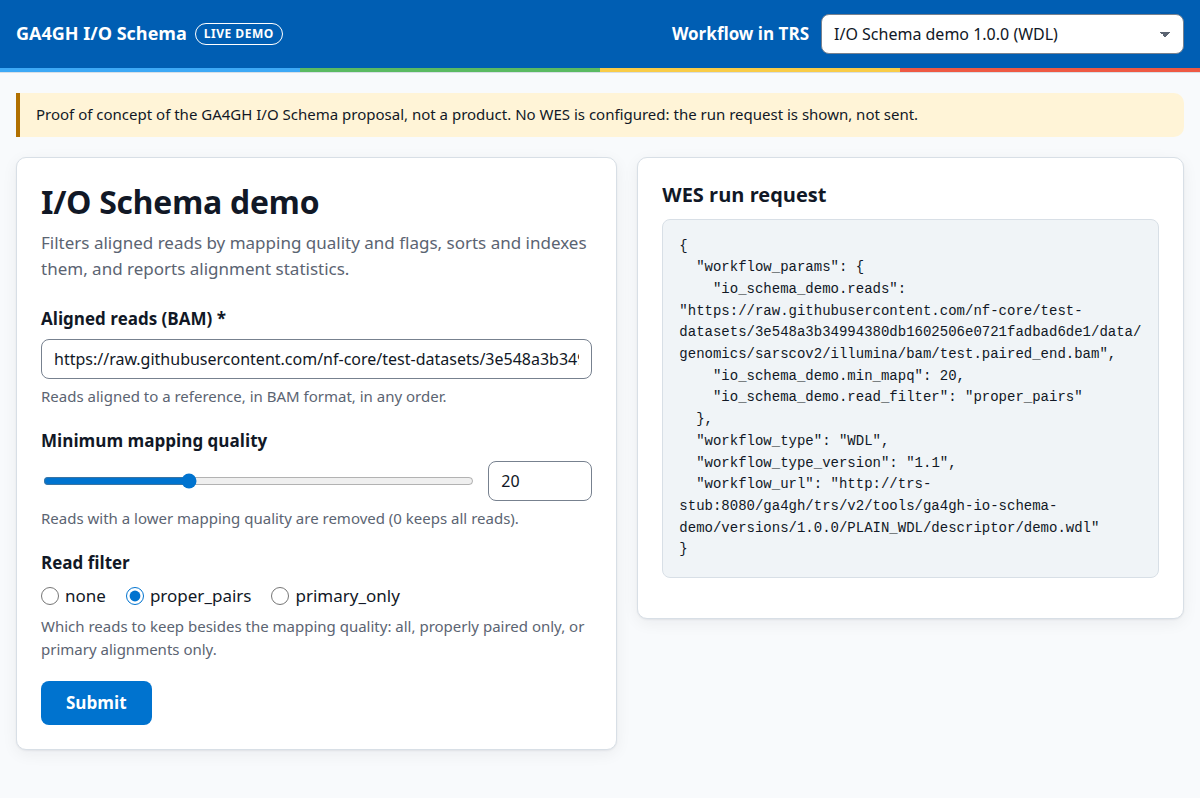 GA4GH I/O Schema LIVE DEMO
Workflow in TRS I/O Schema demo 1.0.0 (WDL)
Proof of concept of the GA4GH I/O Schema proposal, not a product. No WES is configured: the run request is shown, not sent.
I/O Schema demo
Filters aligned reads by mapping quality and flags, sorts and indexes
them, and reports alignment statistics.
Aligned reads (BAM) *
https://raw.githubusercontent.com/nf-core/test-datasets/3e548a3b349
Reads aligned to a reference, in BAM format, in any order.
Minimum mapping quality
20
Reads with a lower mapping quality are removed (0 keeps all reads).
Read filter
none proper_pairs primary_only
Which reads to keep besides the mapping quality: all, properly paired only, or
primary alignments only.
Submit
WES run request
{
"workflow_params": {
"io_schema_demo.reads":
"https://raw.githubusercontent.com/nf-core/test-
datasets/3e548a3b34994380db1602506e0721fadbad6de1/data/
genomics/sarscov2/illumina/bam/test.paired_end.bam",
"io_schema_demo.min_mapq": 20,
"io_schema_demo.read_filter": "proper_pairs"
},
"workflow_type": "WDL",
"workflow_type_version": "1.1",
"workflow_url": "http://trs-
stub:8080/ga4gh/trs/v2/tools/ga4gh-io-schema-
demo/versions/1.0.0/PLAIN_WDL/descriptor/demo.wdl"
}